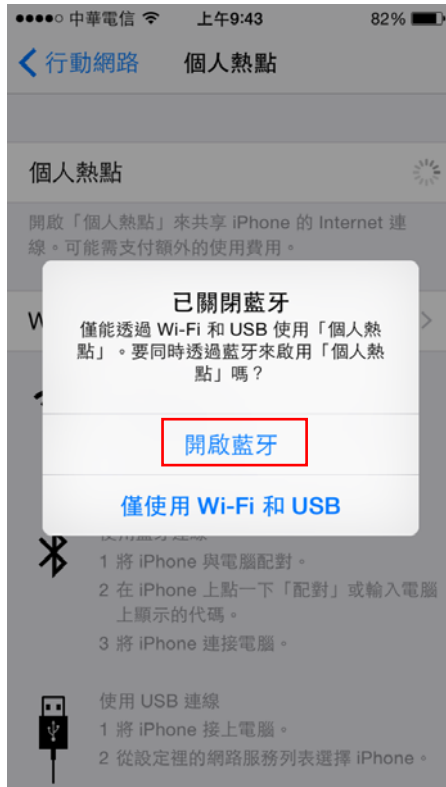 中華電信 上午9:43 82%
行動網路 個人熱點
個人熱點
開啟「個人熱點」來共享 iPhone 的 Internet 連
線。可能需支付額外的使用費用。
W
已關閉藍牙
僅能透過 Wi-Fi 和 USB 使用「個人熱
點」。要同時透過藍牙來啟用「個人熱
點」嗎？
開啟藍牙
僅使用 Wi-Fi 和 USB
使用藍牙連線
1 將 iPhone 與電腦配對。
2 在 iPhone 上點一下「配對」或輸入電腦
上顯示的代碼。
3 將 iPhone 連接電腦。
使用 USB 連線
1 將 iPhone 接上電腦。
2 從設定裡的網路服務列表選擇 iPhone。